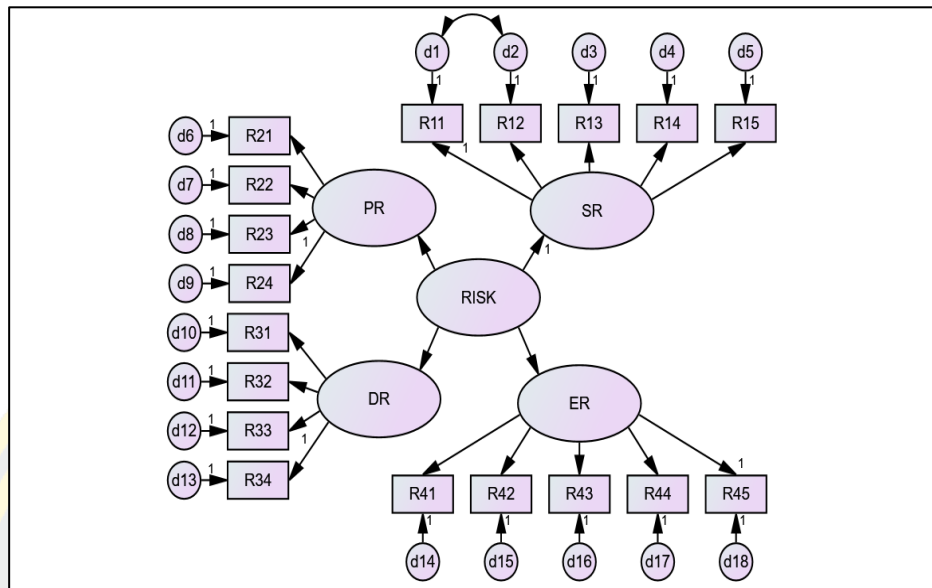 d1 d2 d3 d4 d5
1 1 1 1 1
R11 R12 R13 R14 R15
1
SR
1
d6 1 R21
d7 1 R22
d8 1 R23
1
d9 1 R24
PR
RISK
d10 1 R31
d11 1 R32
d12 1 R33
1
d13 1 R34
DR
ER
1
R41 R42 R43 R44 R45
1 1 1 1 1
d14 d15 d16 d17 d18